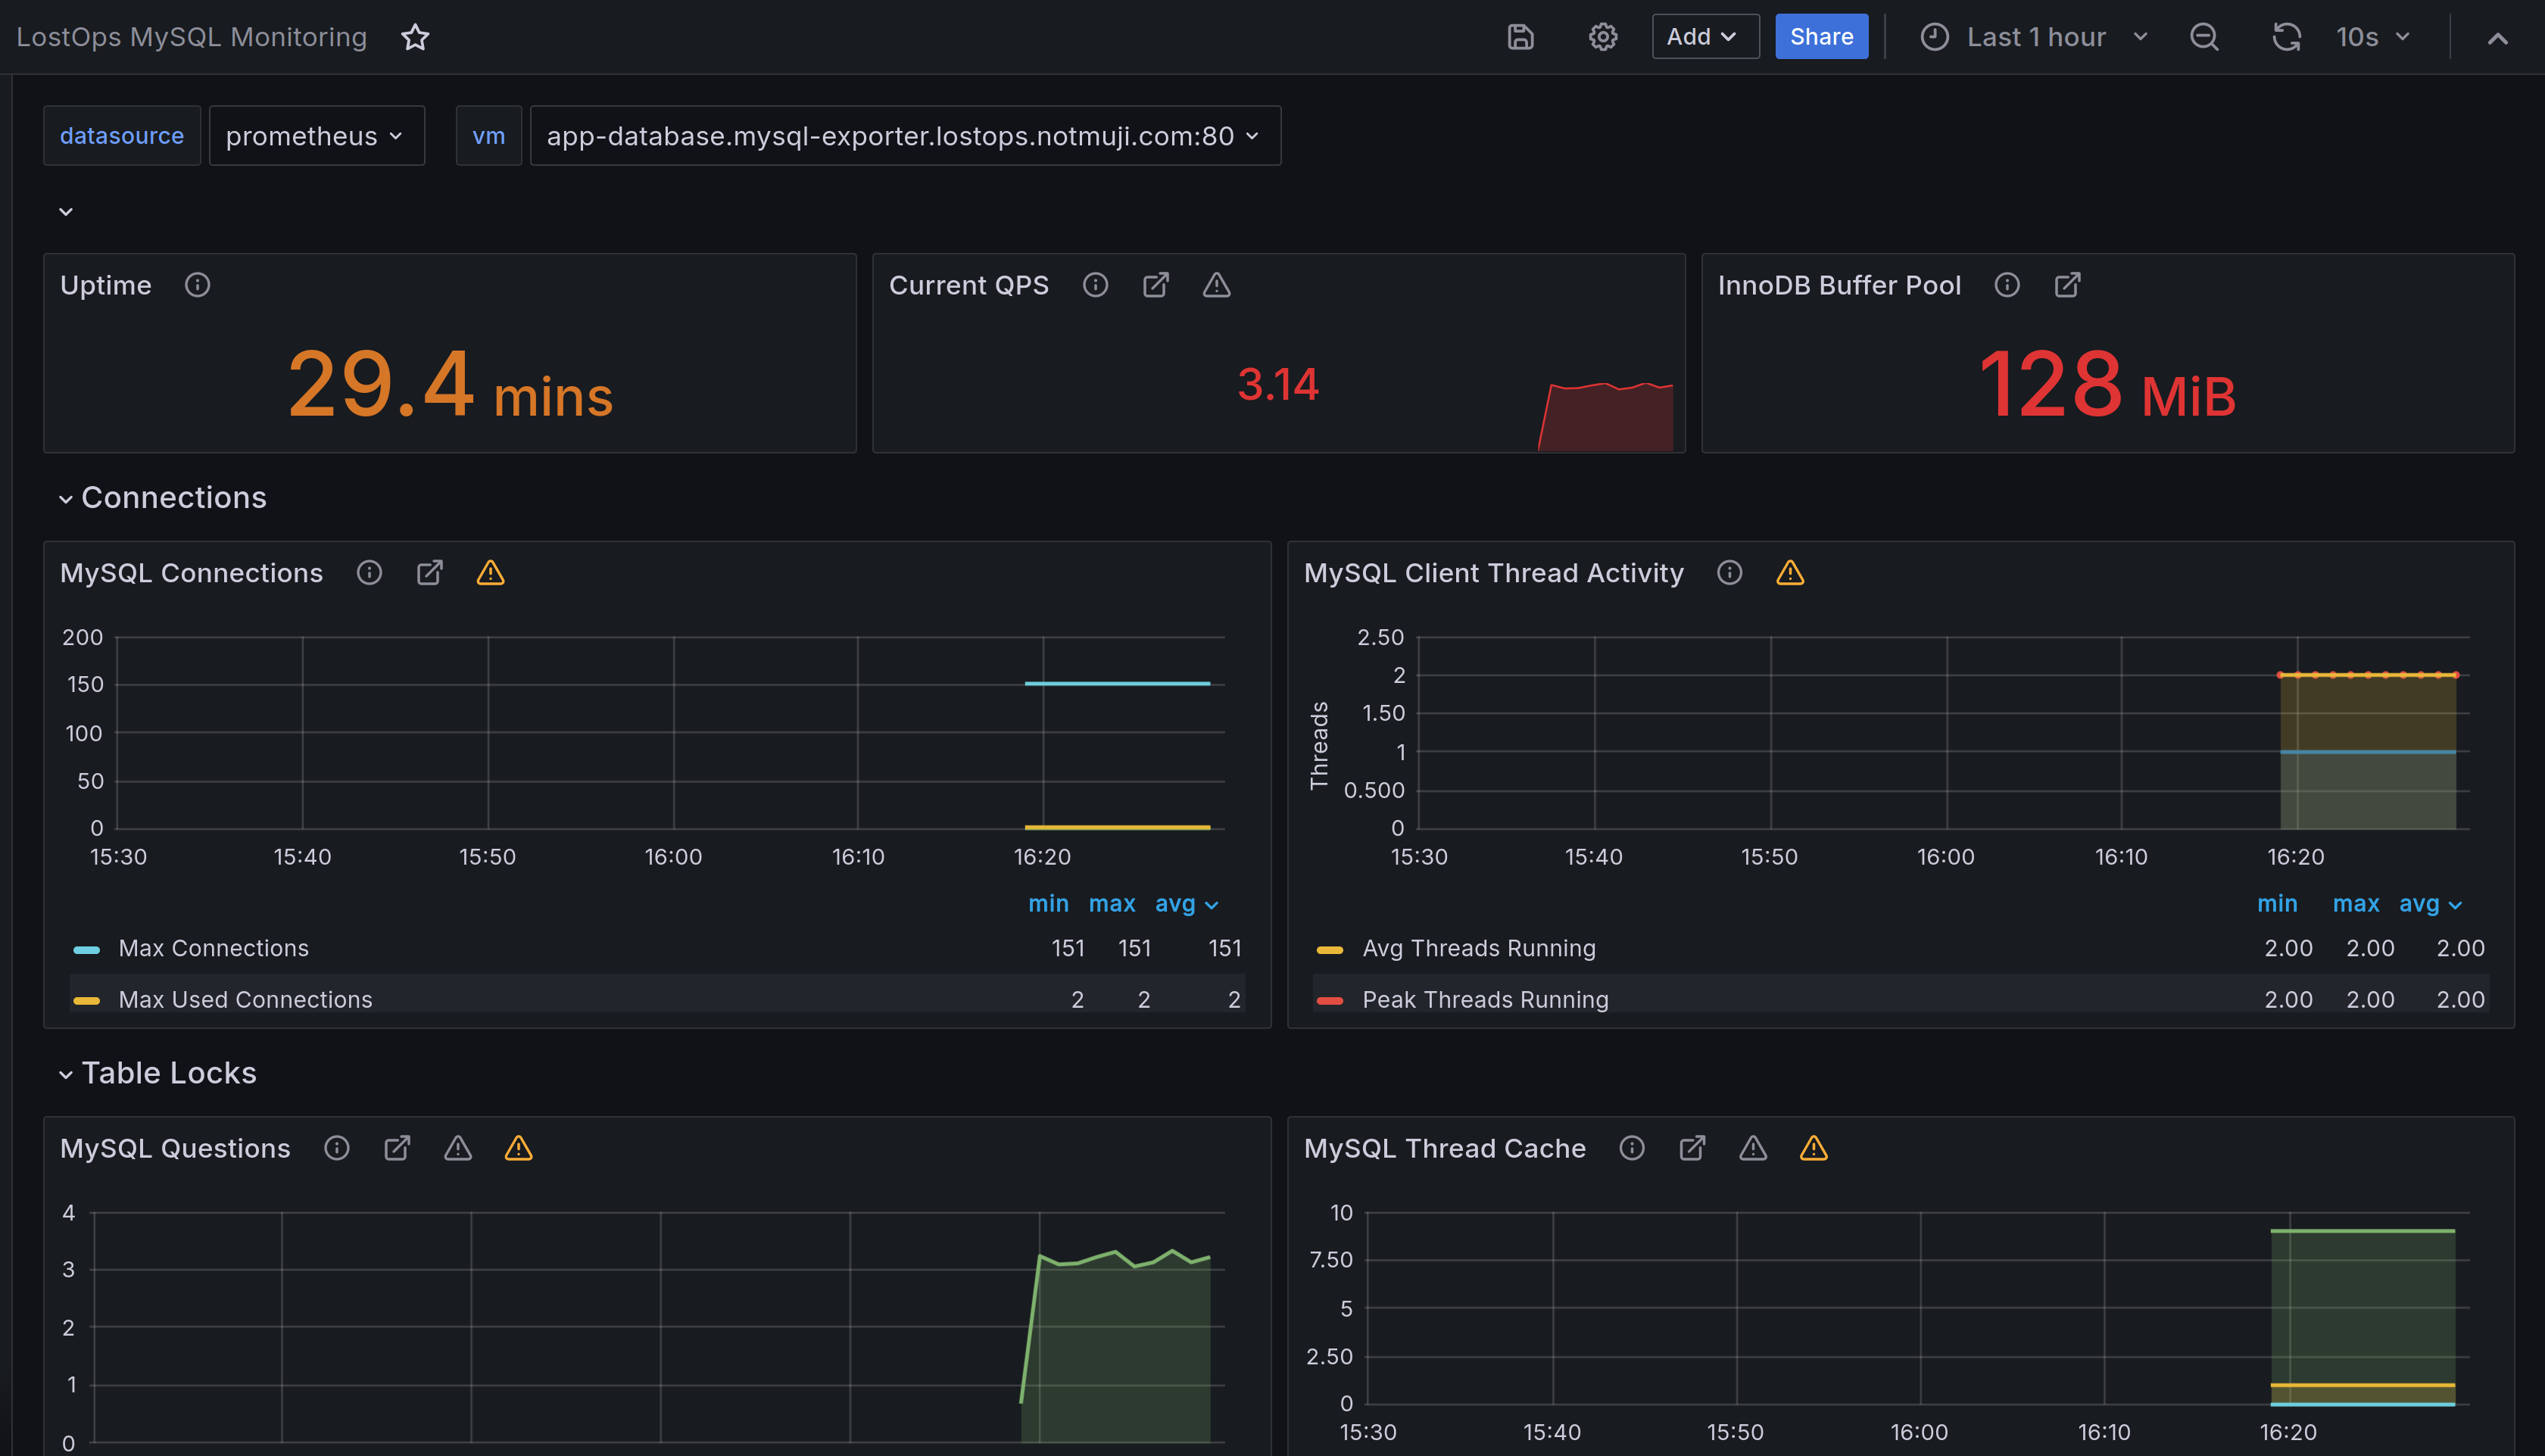 LostOps MySQL Monitoring
Add
Share
Last 1 hour
10s
datasource
prometheus
vm
app-database.mysql-exporter.lostops.notmuji.com:80
Uptime
29.4 mins
Current QPS
3.14
InnoDB Buffer Pool
128 MiB
Connections
MySQL Connections
200
150
100
50
0
15:30 15:40 15:50 16:00 16:10 16:20
min max avg
Max Connections 151 151 151
Max Used Connections 2 2 2
MySQL Client Thread Activity
Threads
2.50
2
1.50
1
0.500
0
15:30 15:40 15:50 16:00 16:10 16:20
min max avg
Avg Threads Running 2.00 2.00 2.00
Peak Threads Running 2.00 2.00 2.00
Table Locks
MySQL Questions
4
3
2
1
0
MySQL Thread Cache
10
7.50
5
2.50
0
15:30 15:40 15:50 16:00 16:10 16:20